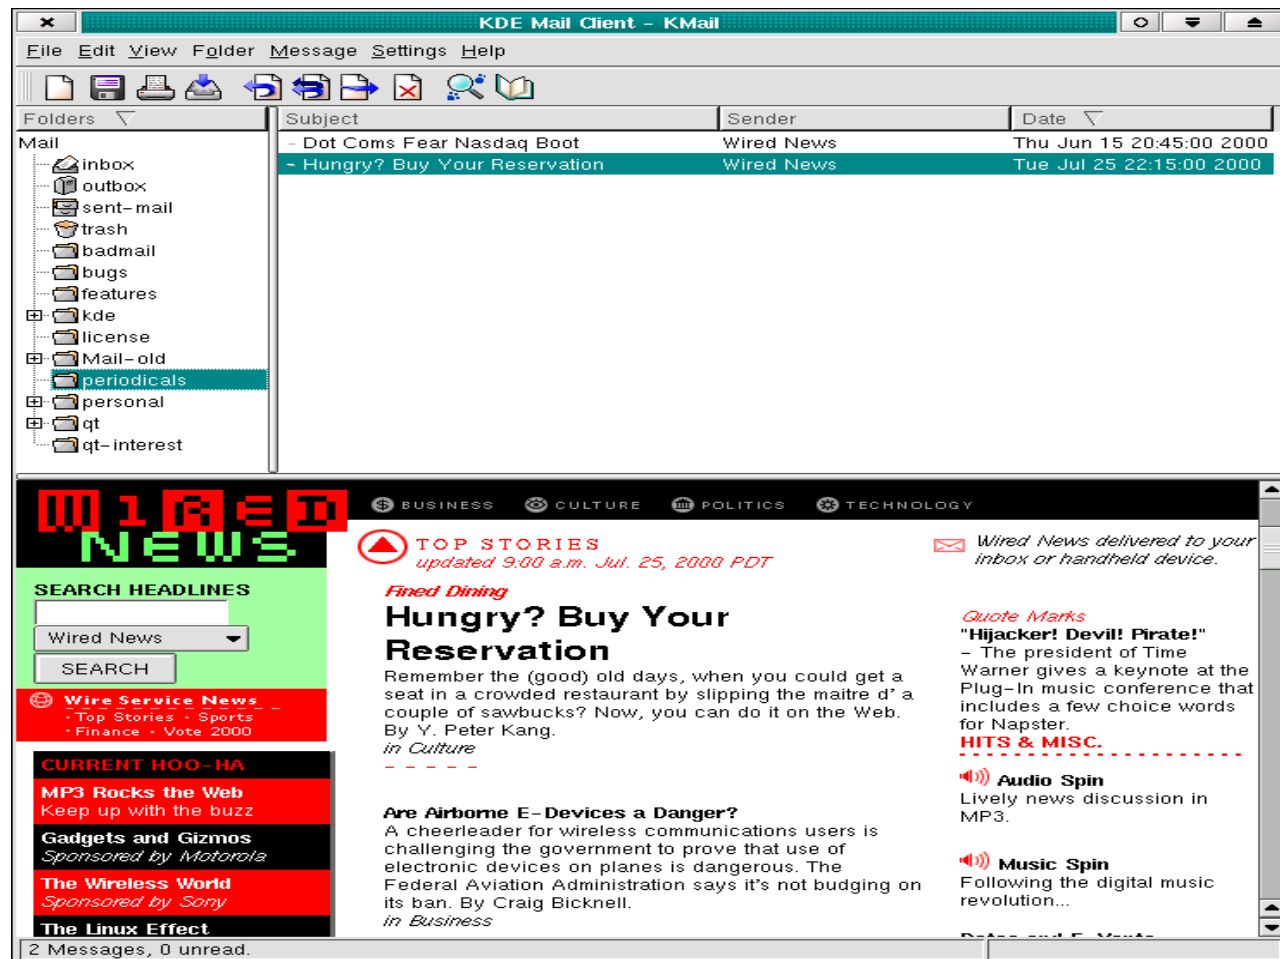 KDE Mail Client - KMail
File Edit View Folder Message Settings Help
Folders
Subject Sender Date
Mail
inbox
outbox
sent-mail
trash
badmail
bugs
features
kde
license
Mail-old
periodicals
personal
qt
qt-interest
- Dot Coms Fear Nasdaq Boot Wired News Thu Jun 15 20:45:00 2000
- Hungry? Buy Your Reservation Wired News Tue Jul 25 22:15:00 2000
WIRED
NEWS
BUSINESS CULTURE POLITICS TECHNOLOGY
SEARCH HEADLINES
Wired News
SEARCH
Wire Service News
- Top Stories - Sports
- Finance - Vote 2000
CURRENT HOO-HA
MP3 Rocks the Web
Keep up with the buzz
Gadgets and Gizmos
Sponsored by Motorola
The Wireless World
Sponsored by Sony
The Linux Effect
TOP STORIES
updated 9:00 a.m. Jul. 25, 2000 PDT
Fined Dining
Hungry? Buy Your
Reservation
Remember the (good) old days, when you could get a
seat in a crowded restaurant by slipping the maitre d' a
couple of sawbucks? Now, you can do it on the Web.
By Y. Peter Kang.
in Culture
Are Airborne E-Devices a Danger?
A cheerleader for wireless communications users is
challenging the government to prove that use of
electronic devices on planes is dangerous. The
Federal Aviation Administration says it's not budging on
its ban. By Craig Bicknell.
in Business
Wired News delivered to your
inbox or handheld device.
Quote Marks
"Hijacker! Devil! Pirate!"
- The president of Time
Warner gives a keynote at the
Plug-In music conference that
includes a few choice words
for Napster.
HITS & MISC.
Audio Spin
Lively news discussion in
MP3.
Music Spin
Following the digital music
revolution...
2 Messages, 0 unread.